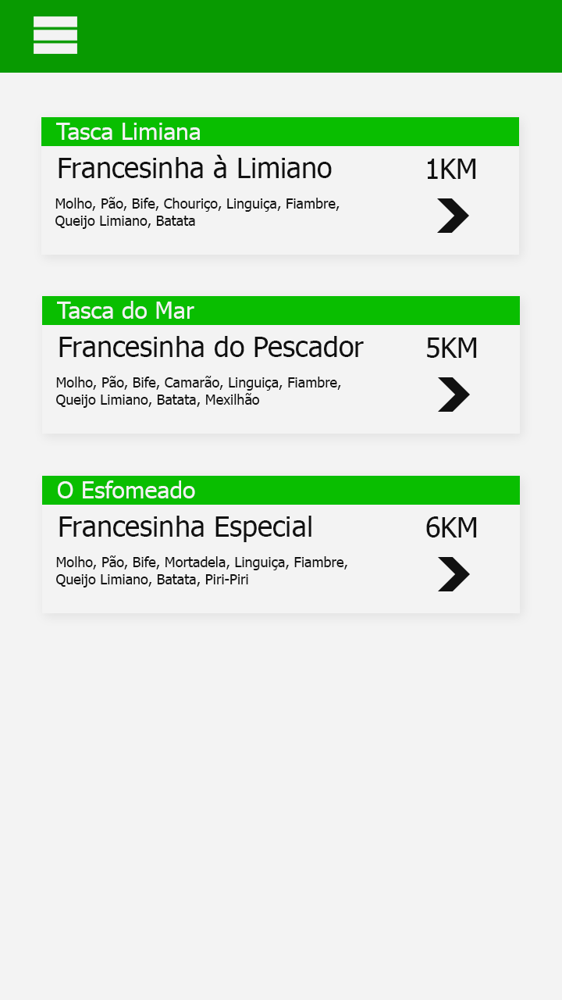 Tasca Limiana
Francesinha à Limiano
1KM
Molho, Pão, Bife, Chouriço, Linguiça, Fiambre,
Queijo Limiano, Batata
Tasca do Mar
Francesinha do Pescador
5KM
Molho, Pão, Bife, Camarão, Linguiça, Fiambre,
Queijo Limiano, Batata, Mexilhão
O Esfomeado
Francesinha Especial
6KM
Molho, Pão, Bife, Mortadela, Linguiça, Fiambre,
Queijo Limiano, Batata, Piri-Piri